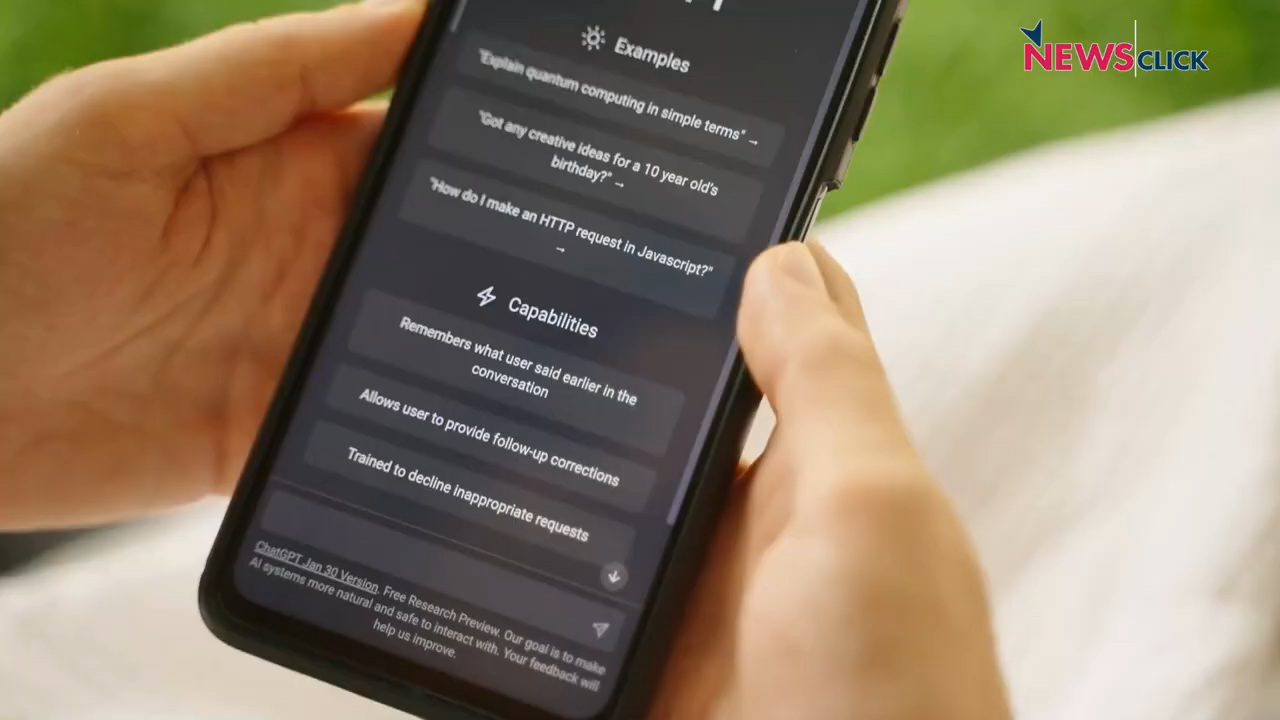 NEWSCLICK
Examples
"Explain quantum computing in simple terms" →
"Got any creative ideas for a 10 year old's
birthday?" →
"How do I make an HTTP request in Javascript?"
→
Capabilities
Remembers what user said earlier in the
conversation
Allows user to provide follow-up corrections
Trained to decline inappropriate requests
ChatGPT Jan 30 Version. Free Research Preview. Our goal is to make
AI systems more natural and safe to interact with. Your feedback will
help us improve.